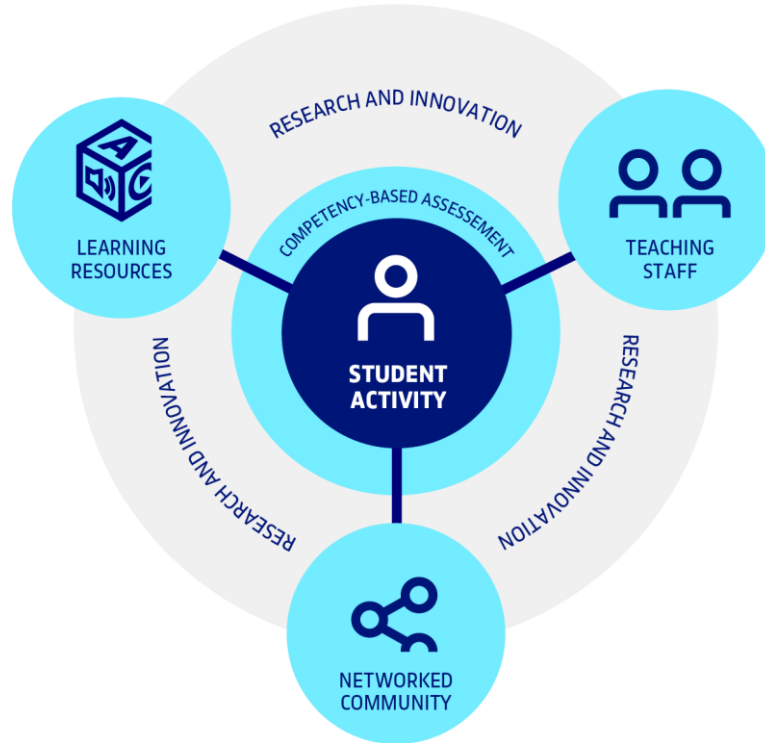 RESEARCH AND INNOVATION
A
C
LEARNING
RESOURCES
TEACHING
STAFF
COMPETENCY-BASED ASSESSEMENT
STUDENT
ACTIVITY
RESEARCH AND INNOVATION
RESEARCH AND INNOVATION
NETWORKED
COMMUNITY